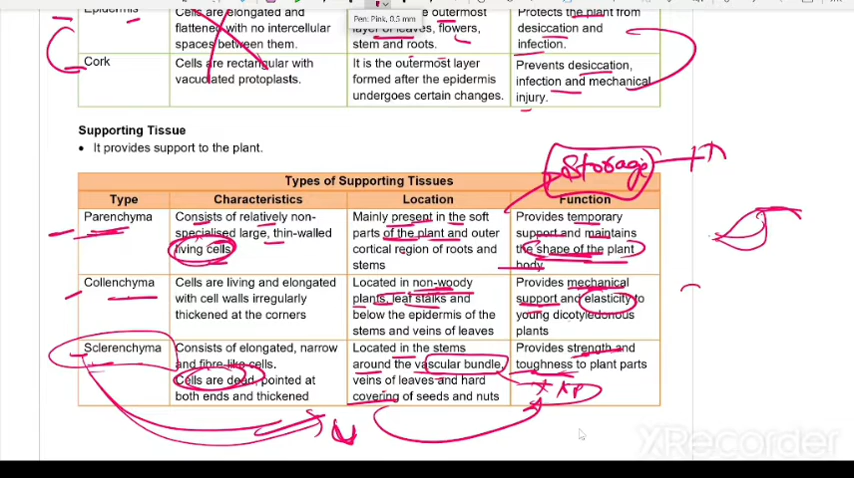 Pen: Pink, 0.5 mm
Epidermis
Cells are elongated and
flattened with no intercellular
spaces between them.
outermost
layer of leaves, flowers,
stem and roots.
Protects the plant from
desiccation and
infection.
Cork
Cells are rectangular with
vacuolated protoplasts.
It is the outermost layer
formed after the epidermis
undergoes certain changes.
Prevents desiccation,
infection and mechanical
injury.
Supporting Tissue
• It provides support to the plant.
Storage
Types of Supporting Tissues
Type Characteristics Location Function
Parenchyma
Consists of relatively non-
specialised large, thin-walled
living cells
Mainly present in the soft
parts of the plant and outer
cortical region of roots and
stems
Provides temporary
support and maintains
the shape of the plant
body
Collenchyma
Cells are living and elongated
with cell walls irregularly
thickened at the corners
Located in non-woody
plants, leaf stalks and
below the epidermis of the
stems and veins of leaves
Provides mechanical
support and elasticity to
young dicotyledonous
plants
Sclerenchyma
Consists of elongated, narrow
and fibre-like cells.
Cells are dead, pointed at
both ends and thickened
Located in the stems
around the vascular bundle,
veins of leaves and hard
covering of seeds and nuts
Provides strength and
toughness to plant parts
XRecorder